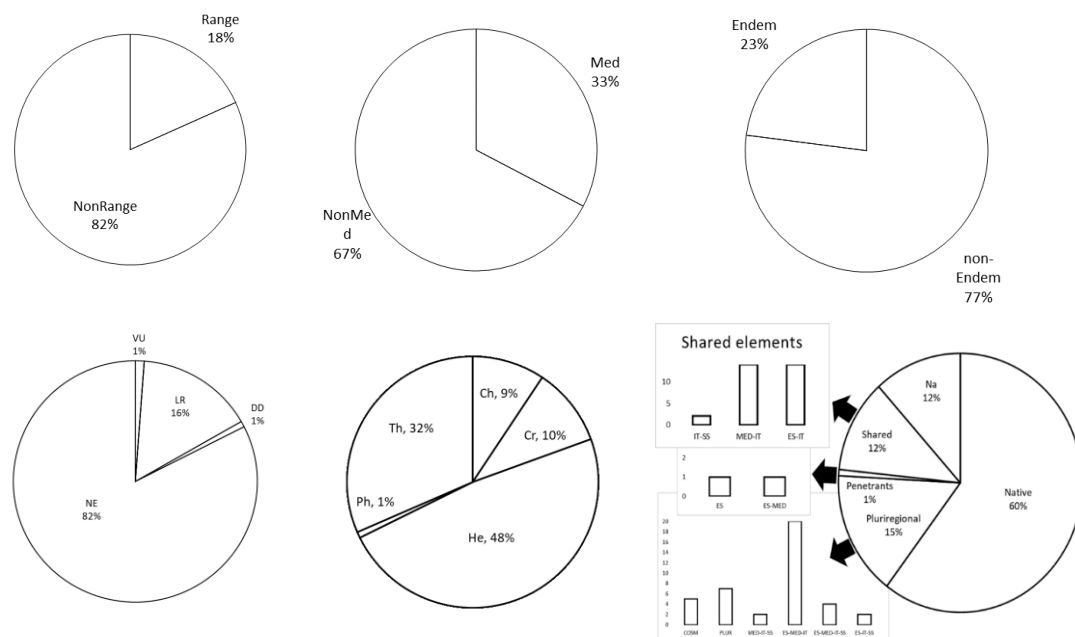 Range
18%
NonRange
82%
Med
33%
NonMe
d
67%
Endem
23%
non-
Endem
77%
VU
1%
LR
16%
DD
1%
NE
82%
Ch, 9%
Cr, 10%
He, 48%
Ph, 1%
Th, 32%
Shared elements
10
5
0
IT-SS
MED-IT
ES-IT
2
1
0
ES
ES-MED
20
18
16
14
12
10
8
6
4
2
0
COSM
PLUR
MED-IT-SS
ES-MED-IT
ES-MED-IT-SS
ES-IT-SS
Na
12%
Shared
12%
Penetrants
1%
Pluriregional
15%
Native
60%